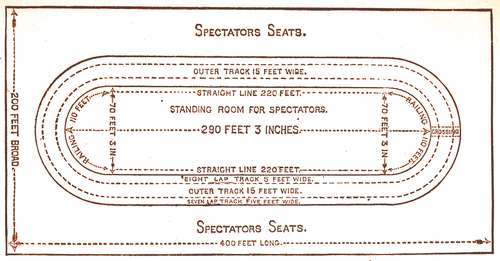 SPECTATORS SEATS.
OUTER TRACK 15 FEET WIDE.
STRAIGHT LINE 220 FEET.
STANDING ROOM FOR SPECTATORS.
290 FEET 3 INCHES.
200 FEET BROAD.
RAILING
110 FEET.
70 FEET 3 IN.
70 FEET 3 IN.
RAILING
110 FEET
CROSSING
STRAIGHT LINE 220 FEET.
EIGHT LAP TRACK 5 FEET WIDE.
OUTER TRACK 15 FEET WIDE.
SEVEN LAP TRACK FIVE FEET WIDE.
SPECTATORS SEATS.
400 FEET LONG.